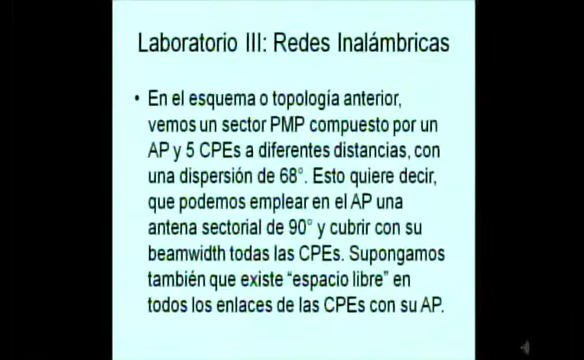 Laboratorio III: Redes Inalámbricas
• En el esquema o topología anterior,
vemos un sector PMP compuesto por un
AP y 5 CPEs a diferentes distancias, con
una dispersión de 68°. Esto quiere decir,
que podemos emplear en el AP una
antena sectorial de 90° y cubrir con su
beamwidth todas las CPEs. Supongamos
también que existe “espacio libre” en
todos los enlaces de las CPEs con su AP.